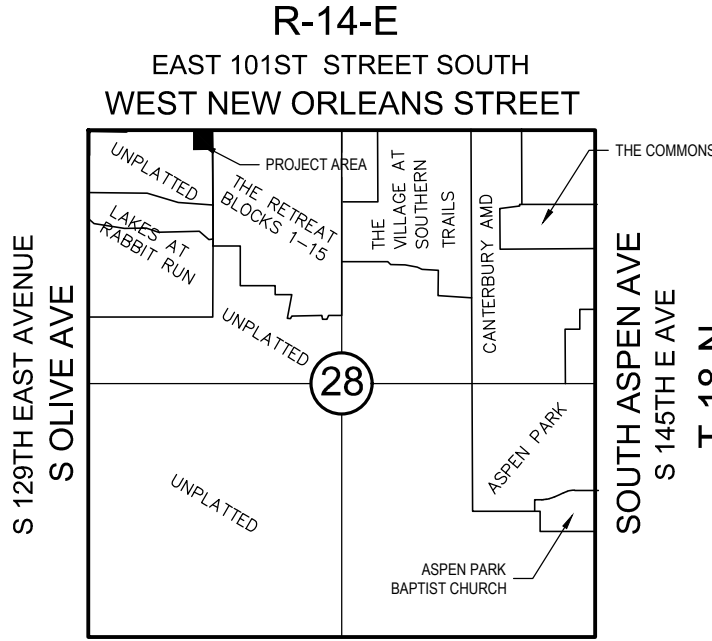 R-14-E
EAST 101ST STREET SOUTH
WEST NEW ORLEANS STREET
UNPLATTED
PROJECT AREA
THE RETREAT
BLOCKS 1-15
LAKES AT
RABBIT RUN
UNPLATTED
THE
VILLAGE AT
SOUTHERN
TRAILS
CANTERBURY AMD
THE COMMONS
S 129TH EAST AVENUE
S OLIVE AVE
28
SOUTH ASPEN AVE
S 145TH E AVE
T-18-N
ASPEN PARK
UNPLATTED
ASPEN PARK
BAPTIST CHURCH